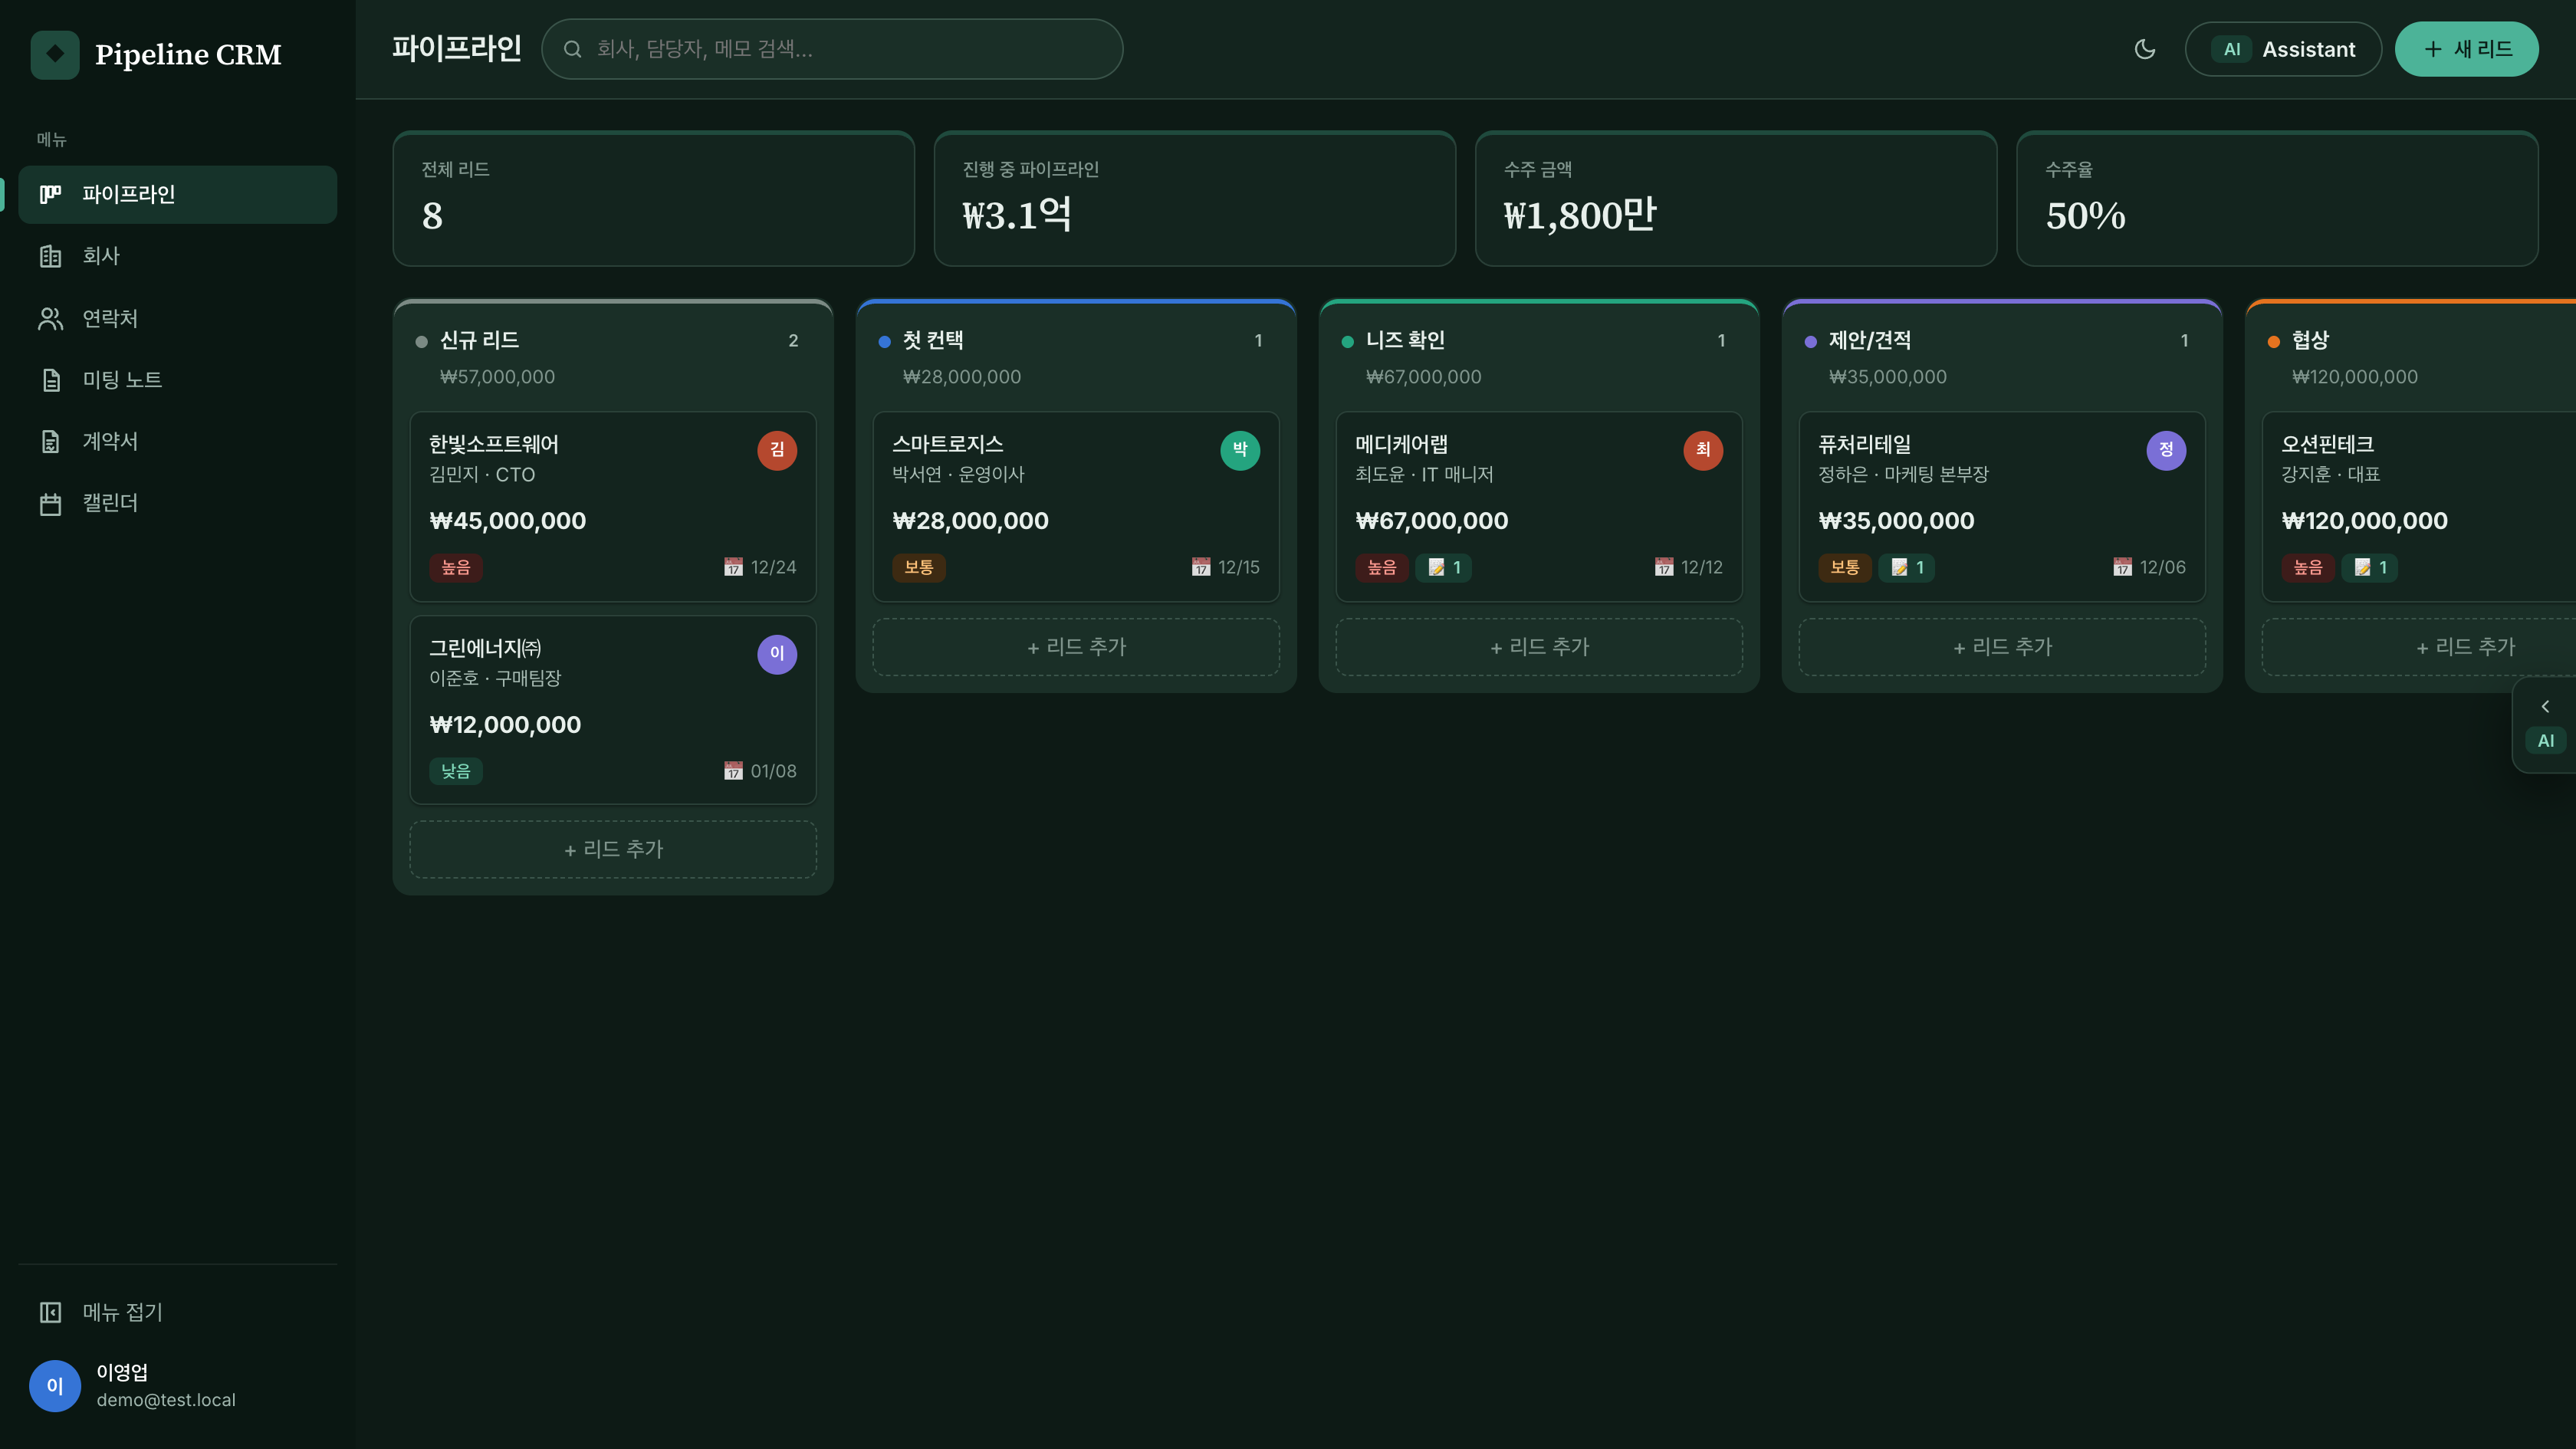 Pipeline CRM
메뉴
파이프라인
회사
연락처
미팅 노트
계약서
캘린더
메뉴 접기
이
이영업
demo@test.local
파이프라인
회사, 담당자, 메모 검색...
AI Assistant
+ 새 리드
전체 리드
8
진행 중 파이프라인
₩3.1억
수주 금액
₩1,800만
수주율
50%
신규 리드 2
₩57,000,000
한빛소프트웨어
김
김민지 · CTO
₩45,000,000
높음 📅 12/24
그린에너지㈜
이
이준호 · 구매팀장
₩12,000,000
낮음 📅 01/08
+ 리드 추가
첫 컨택 1
₩28,000,000
스마트로지스
박
박서연 · 운영이사
₩28,000,000
보통 📅 12/15
+ 리드 추가
니즈 확인 1
₩67,000,000
메디케어랩
최
최도윤 · IT 매니저
₩67,000,000
높음 📝 1 📅 12/12
+ 리드 추가
제안/견적 1
₩35,000,000
퓨처리테일
정
정하은 · 마케팅 본부장
₩35,000,000
보통 📝 1 📅 12/06
+ 리드 추가
협상
₩120,000,000
오션핀테크
강지훈 · 대표
₩120,000,000
높음 📝 1
+ 리드 추가
AI